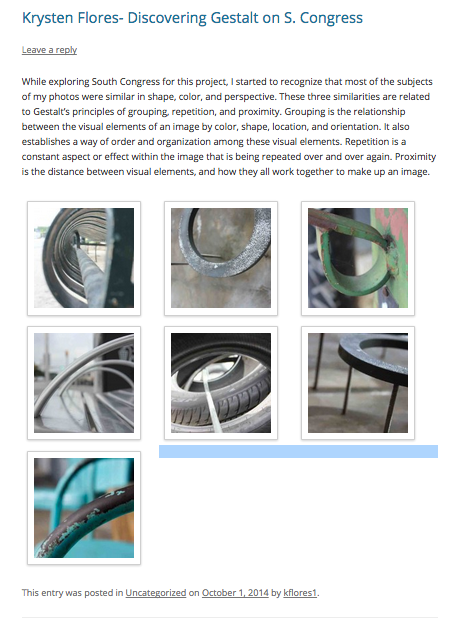 Krysten Flores- Discovering Gestalt on S. Congress
Leave a reply
While exploring South Congress for this project, I started to recognize that most of the subjects
of my photos were similar in shape, color, and perspective. These three similarities are related
to Gestalt's principles of grouping, repetition, and proximity. Grouping is the relationship
between the visual elements of an image by color, shape, location, and orientation. It also
establishes a way of order and organization among these visual elements. Repetition is a
constant aspect or effect within the image that is being repeated over and over again. Proximity
is the distance between visual elements, and how they all work together to make up an image.
This entry was posted in Uncategorized on October 1, 2014 by kflores1.